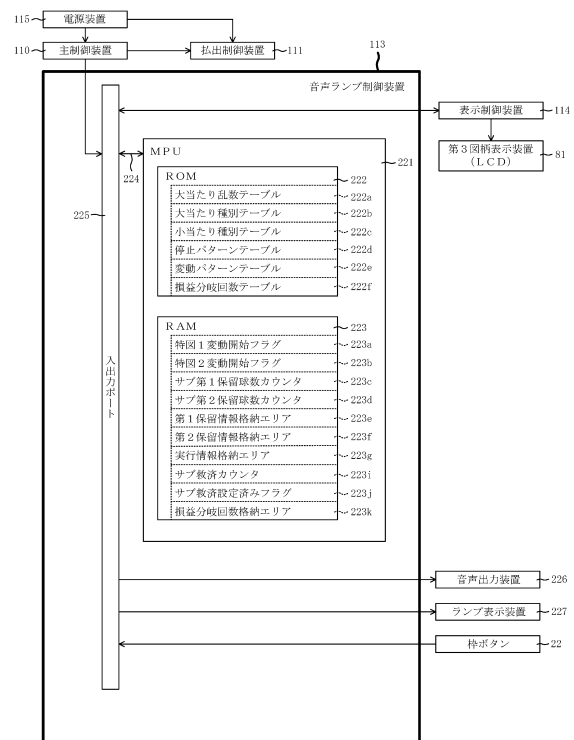 115 電源装置
110 主制御装置
払出制御装置 111
113
音声ランプ制御装置
表示制御装置 114
第3図柄表示装置
(LCD) 81
MPU 221
224
225
入出力ポート
ROM 222
大当たり乱数テーブル 222a
大当たり種別テーブル 222b
小当たり種別テーブル 222c
停止パターンテーブル 222d
変動パターンテーブル 222e
損益分岐回数テーブル 222f
RAM 223
特図1変動開始フラグ 223a
特図2変動開始フラグ 223b
サブ第1保留球数カウンタ 223c
サブ第2保留球数カウンタ 223d
第1保留情報格納エリア 223e
第2保留情報格納エリア 223f
実行情報格納エリア 223g
サブ救済カウンタ 223i
サブ救済設定済みフラグ 223j
損益分岐回数格納エリア 223k
音声出力装置 226
ランプ表示装置 227
枠ボタン 22